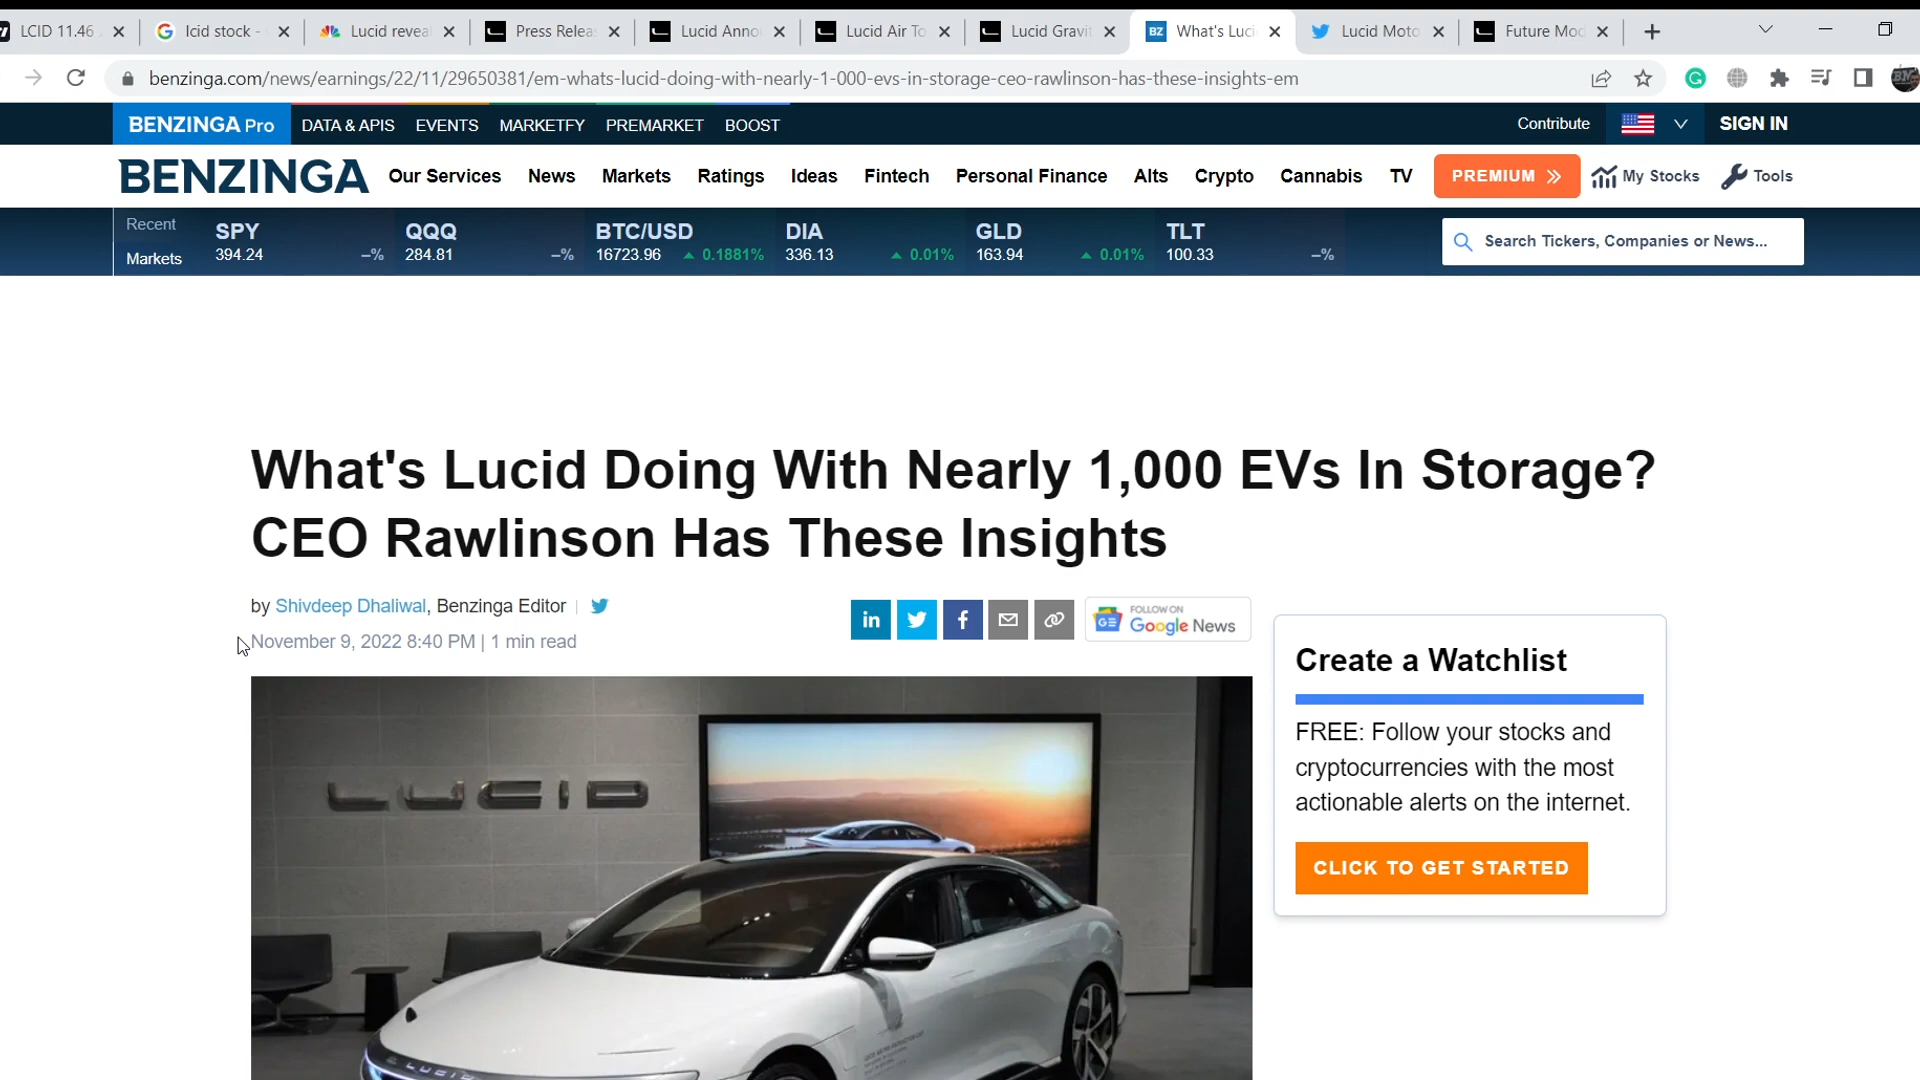 LCID 11.46
lcid stock -
Lucid revea
Press Relea
Lucid Anno
Lucid Air To
Lucid Gravit
BZ What's Luci
Lucid Moto
Future Mod
benzinga.com/news/earnings/22/11/29650381/em-whats-lucid-doing-with-nearly-1-000-evs-in-storage-ceo-rawlinson-has-these-insights-em
BENZINGA Pro DATA & APIS EVENTS MARKETFY PREMARKET BOOST Contribute SIGN IN
BENZINGA Our Services News Markets Ratings Ideas Fintech Personal Finance Alts Crypto Cannabis TV PREMIUM My Stocks Tools
Recent
Markets
SPY
394.24 –%
QQQ
284.81 –%
BTC/USD
16723.96 ▲ 0.1881%
DIA
336.13 ▲ 0.01%
GLD
163.94 ▲ 0.01%
TLT
100.33 –%
Search Tickers, Companies or News...
What's Lucid Doing With Nearly 1,000 EVs In Storage?
CEO Rawlinson Has These Insights
by Shivdeep Dhaliwal, Benzinga Editor |
November 9, 2022 8:40 PM | 1 min read
in
f
GE
FOLLOW ON
Google News
LUCID
LUCID
Create a Watchlist
FREE: Follow your stocks and
cryptocurrencies with the most
actionable alerts on the internet.
CLICK TO GET STARTED